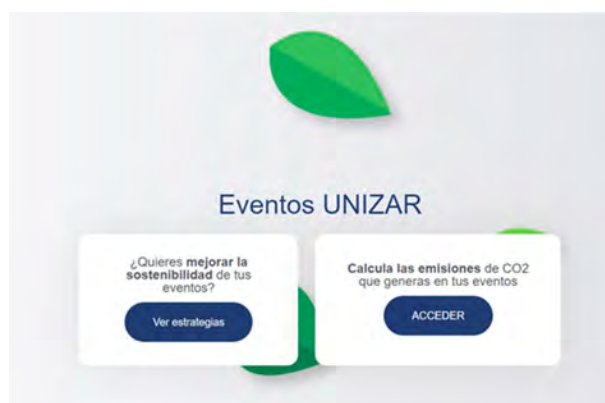 Eventos UNIZAR
¿Quieres mejorar la
sostenibilidad de tus
eventos?
Ver estrategias
Calcula las emisiones de CO2
que generas en tus eventos
ACCEDER